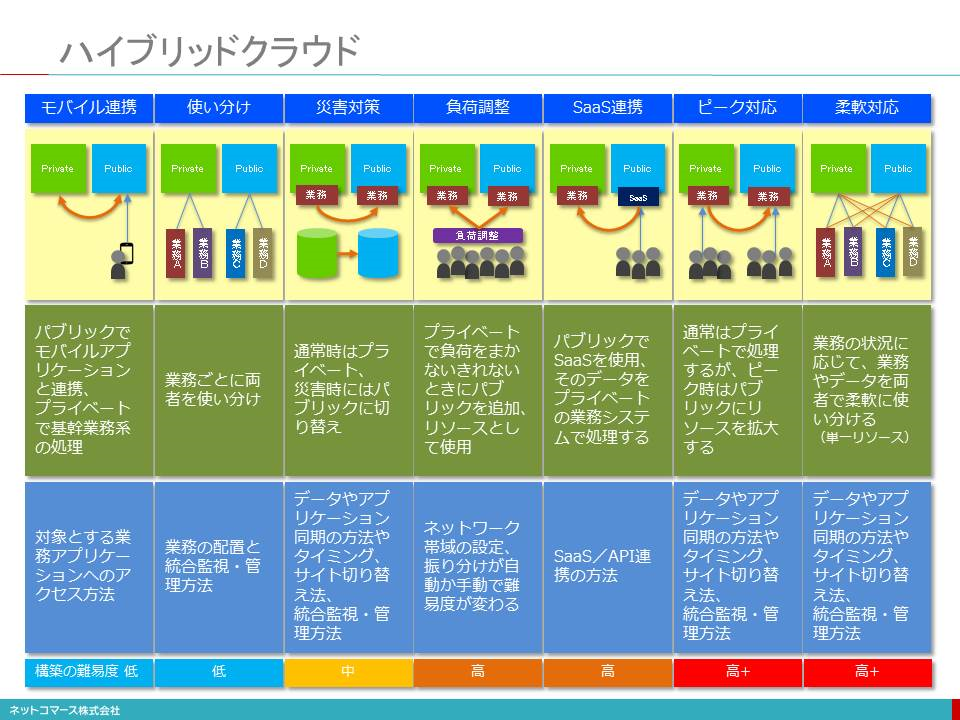 ハイブリッドクラウド
モバイル連携
使い分け
災害対策
負荷調整
SaaS連携
ピーク対応
柔軟対応
Private
Public
Private
Public
Private
Public
Private
Public
Private
Public
Private
Public
Private
Public
業務
業務
業務
業務
業務
SaaS
業務
業務
負荷調整
業務A
業務B
業務C
業務D
業務A
業務B
業務C
業務D
パブリックで
モバイルアプ
リケーション
と連携、
プライベート
で基幹業務系
の処理
業務ごとに両
者を使い分け
通常時はプラ
イベート、
災害時にはパ
ブリックに切
り替え
プライベート
で負荷をまか
ないきれない
ときにパブ
リックを追加、
リソースとし
て使用
パブリックで
SaaSを使用、
そのデータを
プライベート
の業務システ
ムで処理する
通常はプライ
ベートで処理
するが、ピー
ク時はパブ
リックにリ
ソースを拡大
する
業務の状況に
応じて、業務
やデータを両
者で柔軟に使
い分ける
（単一リソース）
対象とする業
務アプリケー
ションへのア
クセス方法
業務の配置と
統合監視・管
理方法
データやアプ
リケーション
同期の方法や
タイミング、
サイト切り替
え法、
統合監視・管
理方法
ネットワーク
帯域の設定、
振り分けが自
動か手動で難
易度が変わる
SaaS／API連
携の方法
データやアプ
リケーション
同期の方法や
タイミング、
サイト切り替
え法、
統合監視・管
理方法
データやアプ
リケーション
同期の方法や
タイミング、
サイト切り替
え法、
統合監視・管
理方法
構築の難易度 低
低
中
高
高
高+
高+
ネットコマース株式会社